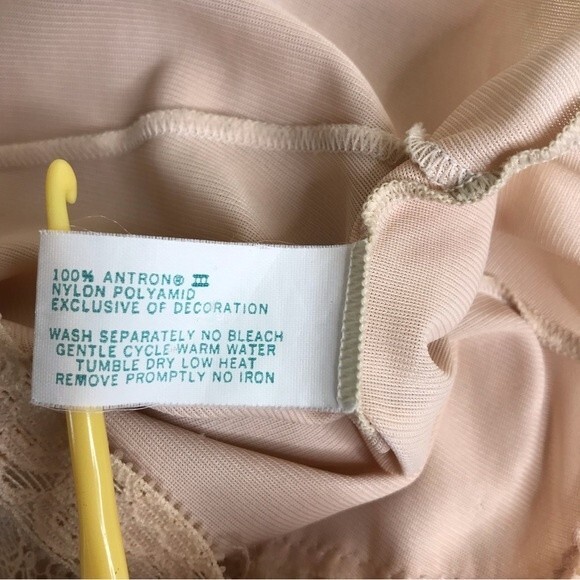 100% ANTRON® III
NYLON POLYAMID
EXCLUSIVE OF DECORATION
WASH SEPARATELY NO BLEACH
GENTLE CYCLE WARM WATER
TUMBLE DRY LOW HEAT
REMOVE PROMPTLY NO IRON